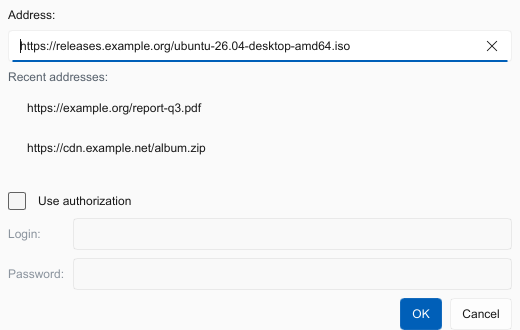 Address:
https://releases.example.org/ubuntu-26.04-desktop-amd64.iso
Recent addresses:
https://example.org/report-q3.pdf
https://cdn.example.net/album.zip
Use authorization
Login:
Password:
OK Cancel